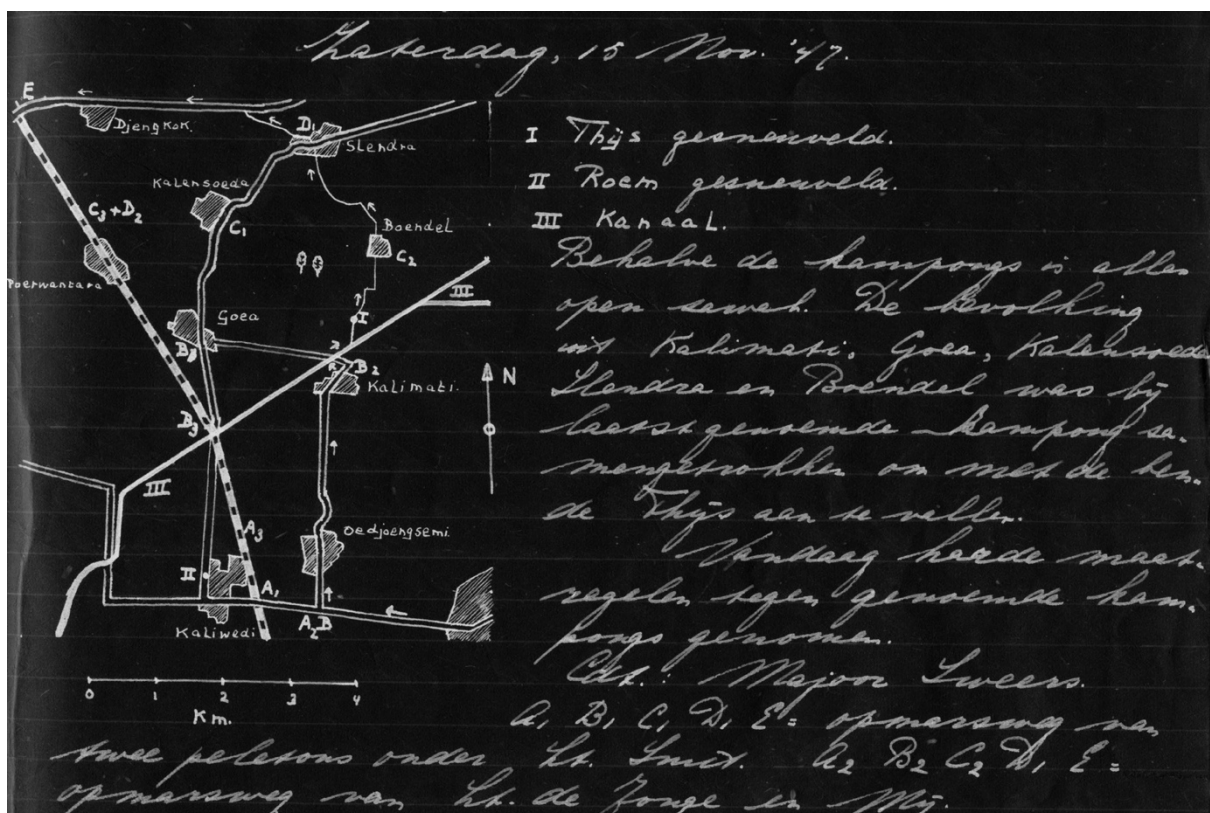 Zaterdag, 15 Nov. '47.
E
Djengkok.
D1
Slendra
Kalensoeda
C3 + D2
C1
Boendel
C2
Poerwantara
III
Goea
I
B1
B2
Kalimati.
N
B3
III
A3
Oedjoengsemi.
II
A1
A2 B
Kaliwedi
0 1 2 3 4
Km.
I Thijs gesneuveld.
II Roem gesneuveld.
III Kanaal.
Behalve de kampongs is alles
open sawah. De bevolking
uit Kalimati, Goea, Kalensoeda
Slendra en Boendel was bij
laatstgenoemde kampong sa-
mengetrokken om met de ben-
de Thijs aan te vallen.
Vandaag harde maat-
regelen tegen genoemde kam-
pongs genomen.
Cdt.: Majoor Sweers.
A1 B1 C1 D1 E = opmarsweg van
twee pelotons onder Lt. Smit. A2 B2 C2 D1 E =
opmarsweg van Lt. de Jonge en Mij.